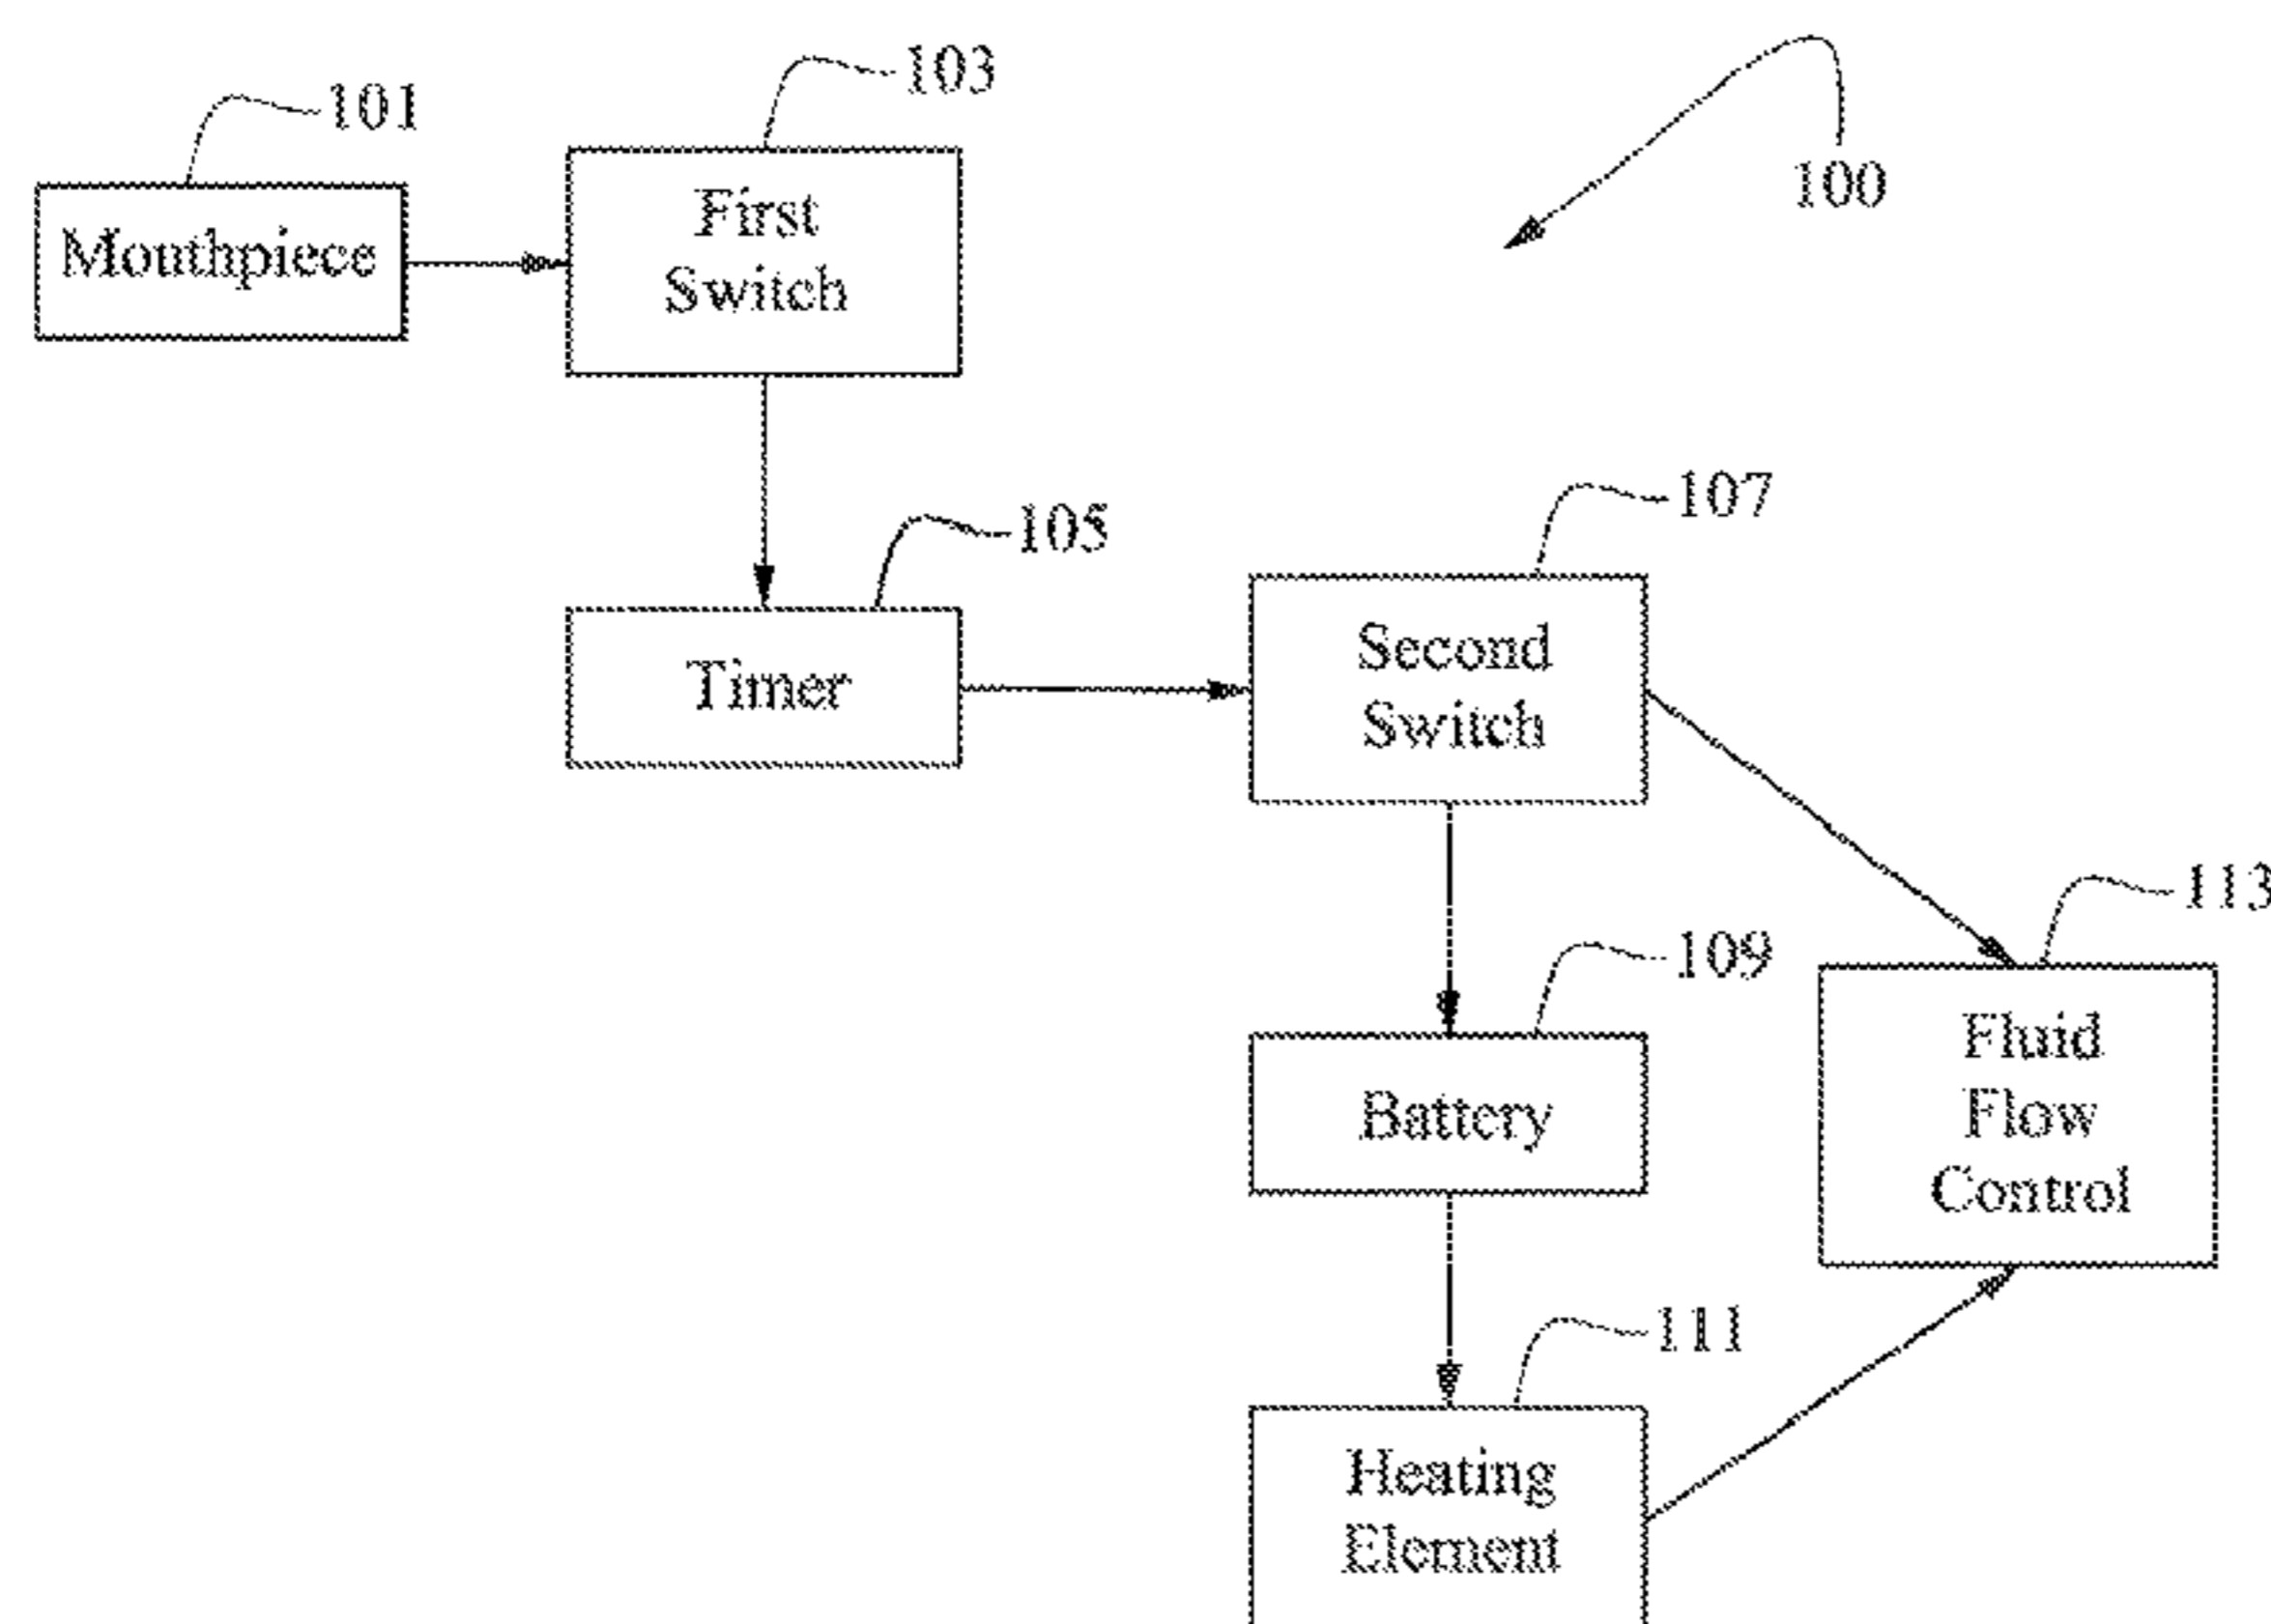 103
101
100
First
Switch
Mouthpiece
107
105
Second
Switch
Timer
113
109
Fluid
Flow
Control
Battery
111
Heating
Element